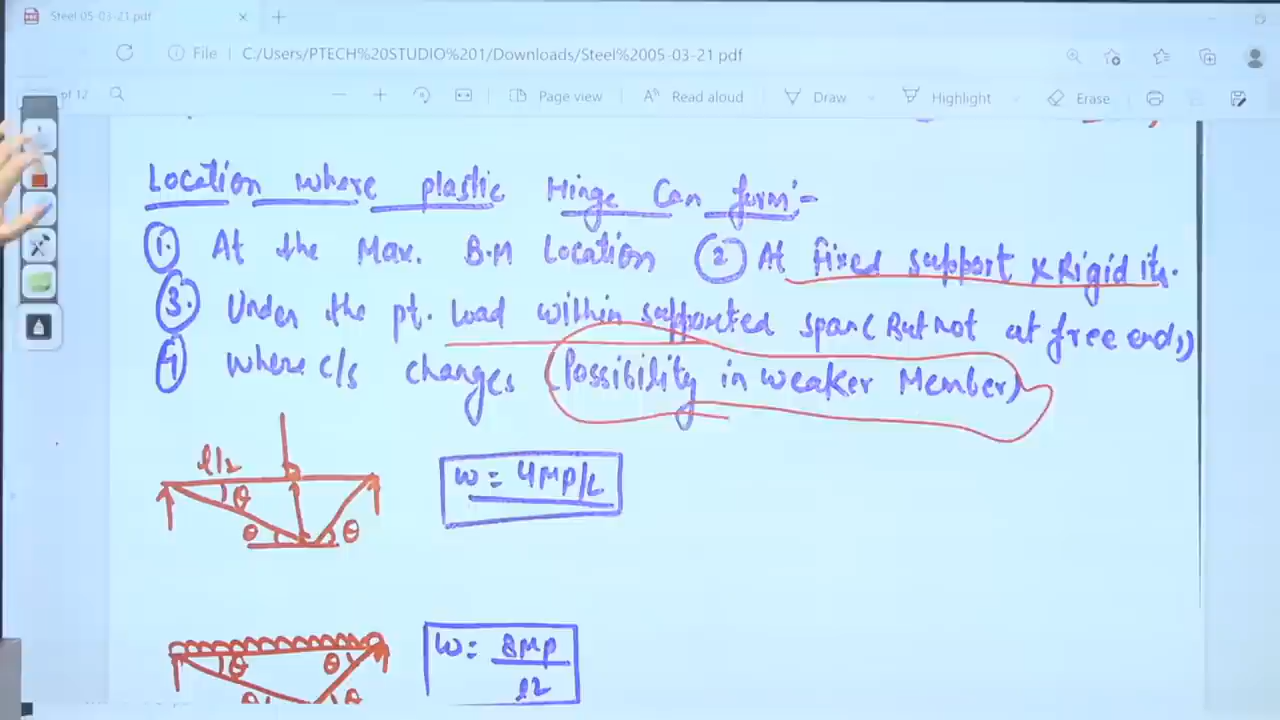 Steel 05-03-21.pdf
File C:/Users/PTECH%20STUDIO%201/Downloads/Steel%2005-03-21.pdf
of 12 Page view Read aloud Draw Highlight Erase
Location where plastic Hinge Can form:-
1. At the Max. B.M Location 2 At fixed support & Rigid its.
3. Under the pt. Load within supported span (But not at free end,)
4 where c/s changes (Possibility in weaker Member)
l/2
θ
θ θ
W = 4MP/L
θ θ
θ θ
W = 8MP
l2